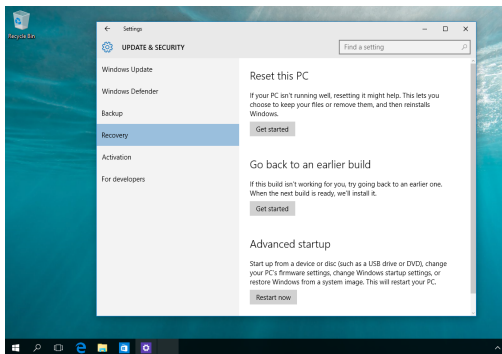 Recycle Bin
Settings
UPDATE & SECURITY
Find a setting
Windows Update
Windows Defender
Backup
Recovery
Activation
For developers
Reset this PC
If your PC isn't running well, resetting it might help. This lets you
choose to keep your files or remove them, and then reinstalls
Windows.
Get started
Go back to an earlier build
If this build isn't working for you, try going back to an earlier one.
When the next build is ready, we'll install it.
Get started
Advanced startup
Start up from a device or disc (such as a USB drive or DVD), change
your PC's firmware settings, change Windows startup settings, or
restore Windows from a system image. This will restart your PC.
Restart now